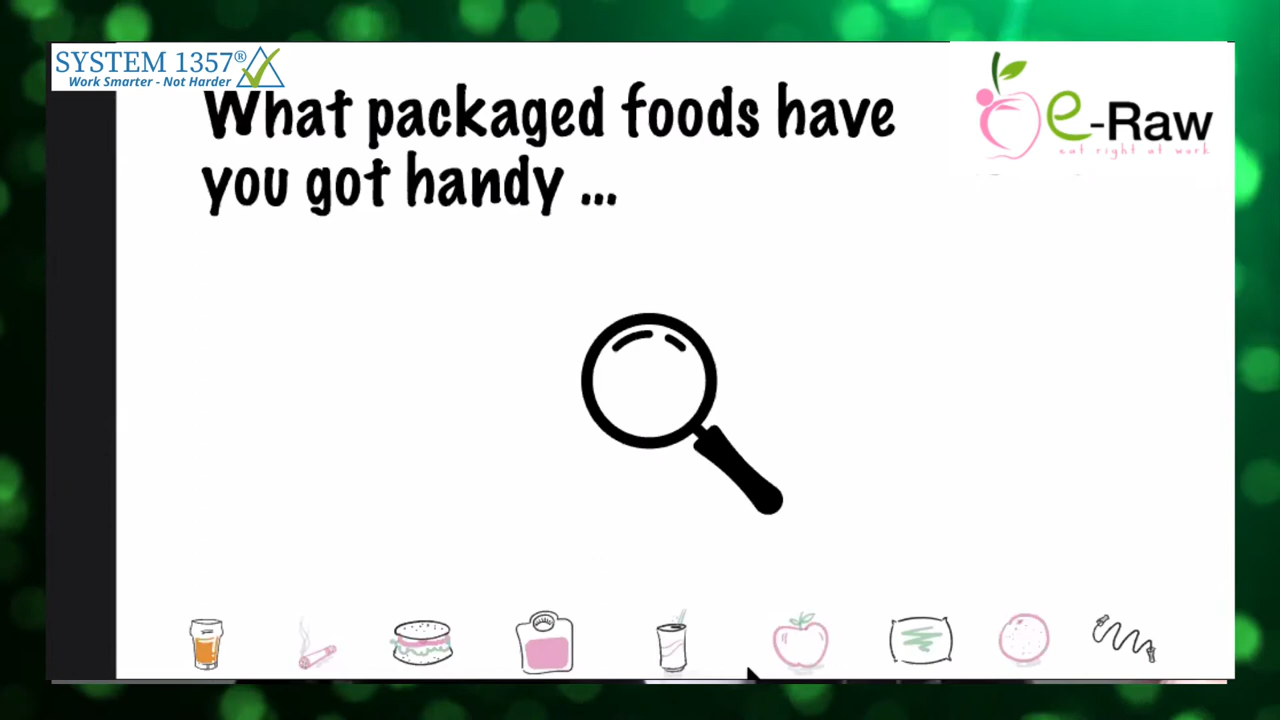 SYSTEM 1357®
Work Smarter - Not Harder
What packaged foods have
you got handy ...
e-Raw
eat right at work